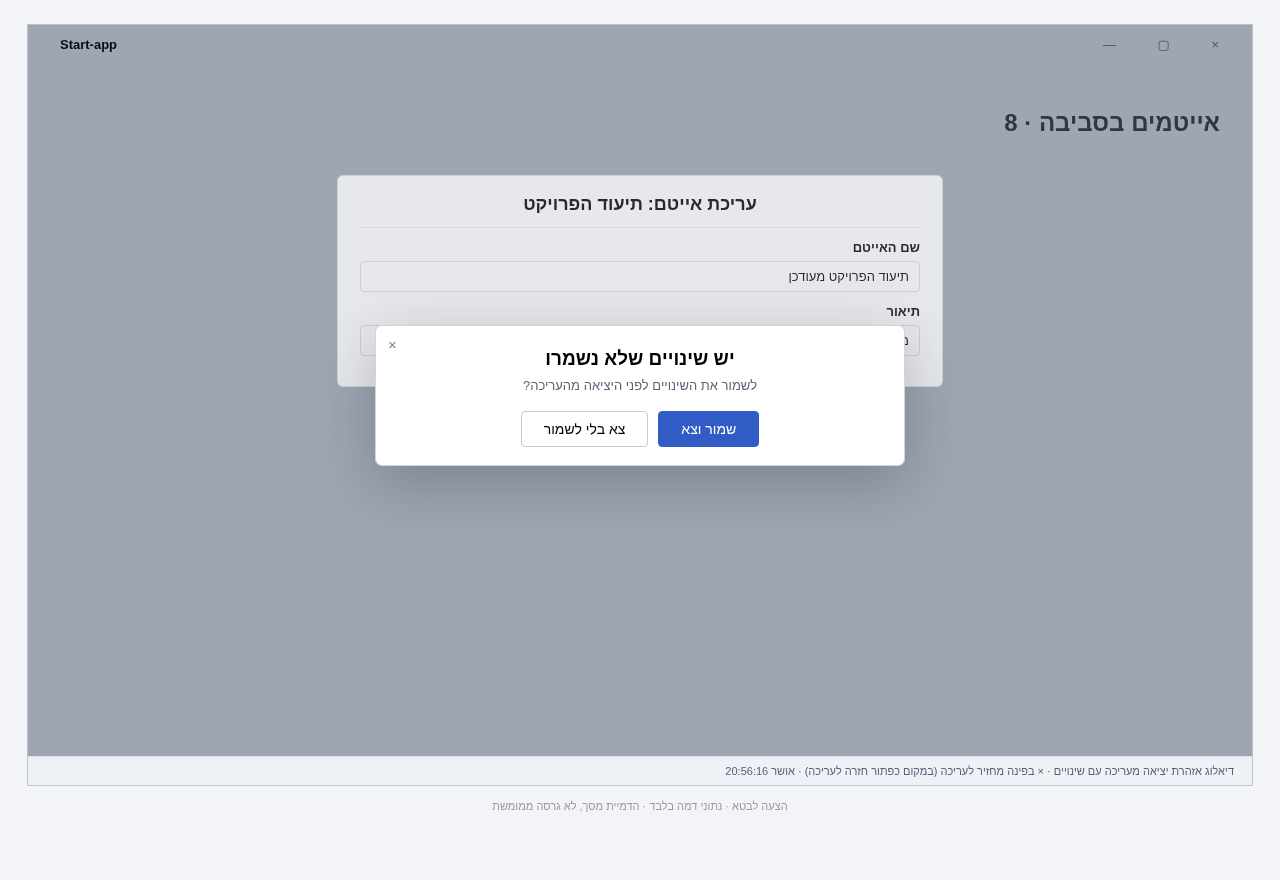 Start-app
— ▢ ×
אייטמים בסביבה · 8
עריכת אייטם: תיעוד הפרויקט
שם האייטם
תיעוד הפרויקט מעודכן
תיאור
×
יש שינויים שלא נשמרו
לשמור את השינויים לפני היציאה מהעריכה?
שמור וצא
צא בלי לשמור
דיאלוג אזהרת יציאה מעריכה עם שינויים · × בפינה מחזיר לעריכה (במקום כפתור חזרה לעריכה) · אושר 20:56:16
הצעה לבטא · נתוני דמה בלבד · הדמיית מסך, לא גרסה ממומשת